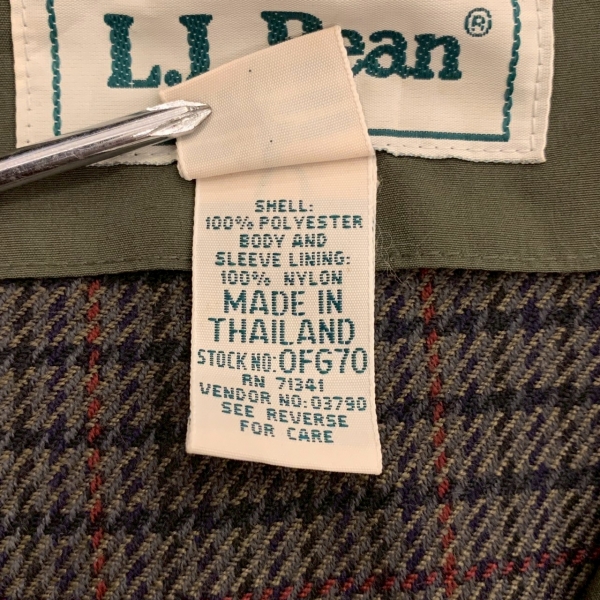 L.L.Bean®
SHELL:
100% POLYESTER
BODY AND
SLEEVE LINING:
100% NYLON
MADE IN
THAILAND
STOCK NO: OFG70
RN 71341
VENDOR NO: 03790
SEE REVERSE
FOR CARE